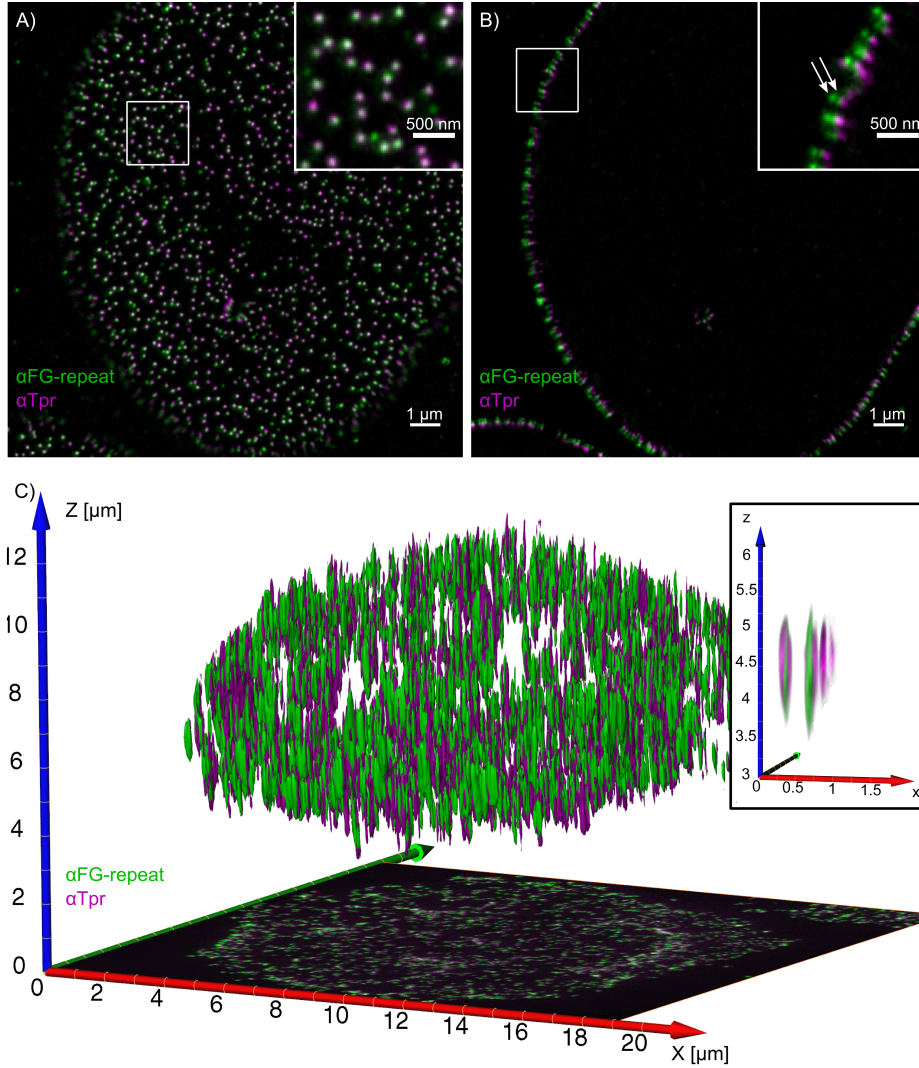 A)
500 nm
αFG-repeat
αTpr
1 µm
B)
500 nm
αFG-repeat
αTpr
1 µm
C)
Z [µm]
12
10
8
6
4
2
0
αFG-repeat
αTpr
0
2
4
6
8
10
12
14
16
18
20
X [µm]
z
6
5.5
5
4.5
4
3.5
3
0
0.5
1
1.5
x